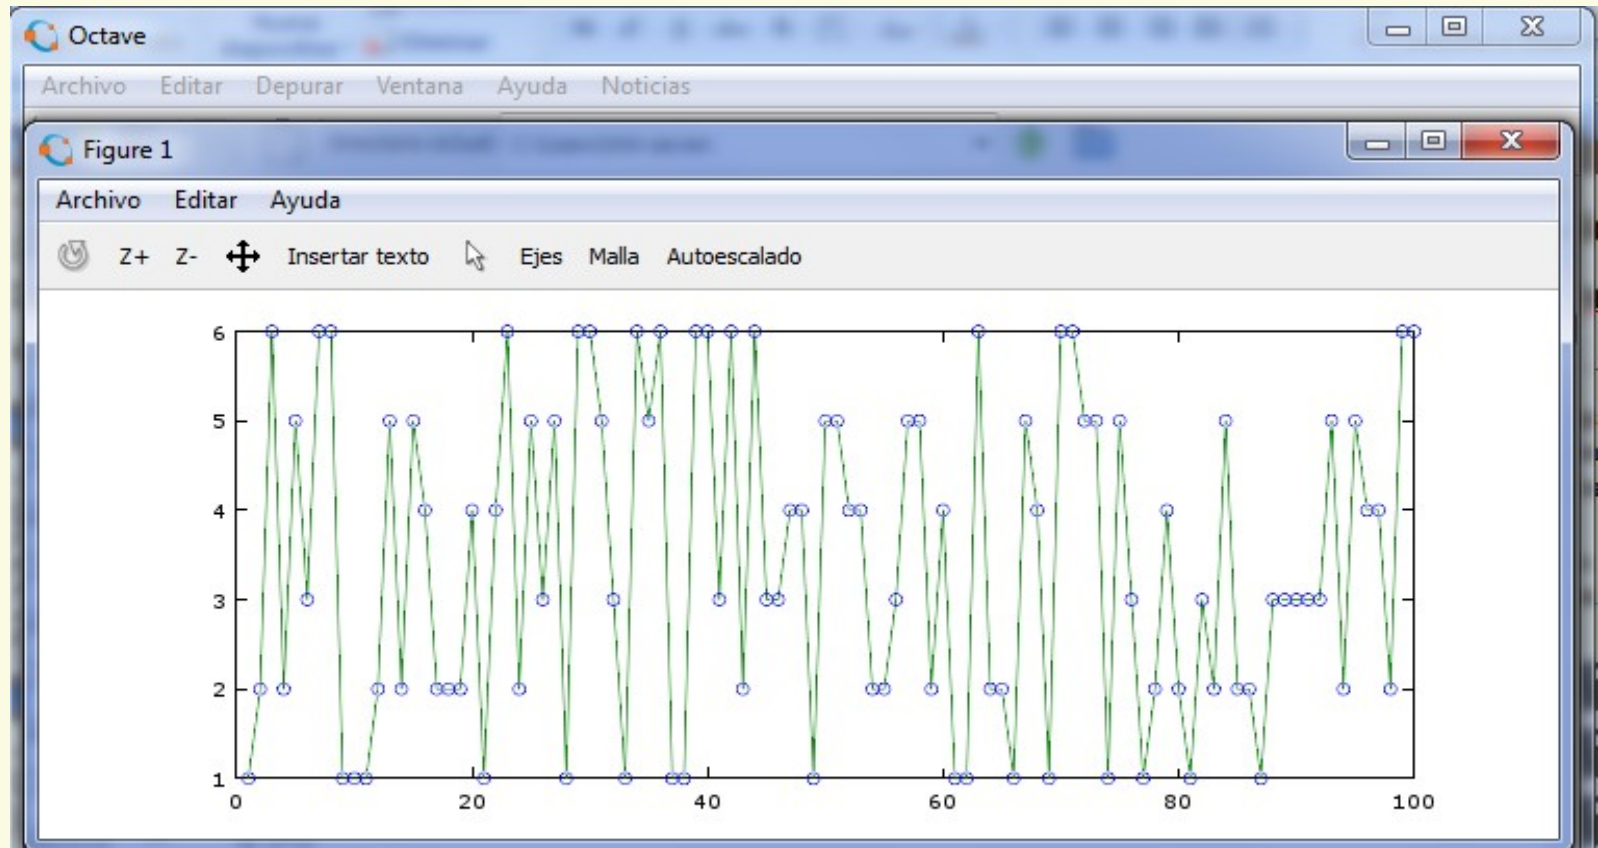 Octave
Archivo Editar Depurar Ventana Ayuda Noticias
Figure 1
Archivo Editar Ayuda
Z+ Z- Insertar texto Ejes Malla Autoescalado
6
5
4
3
2
1
0 20 40 60 80 100